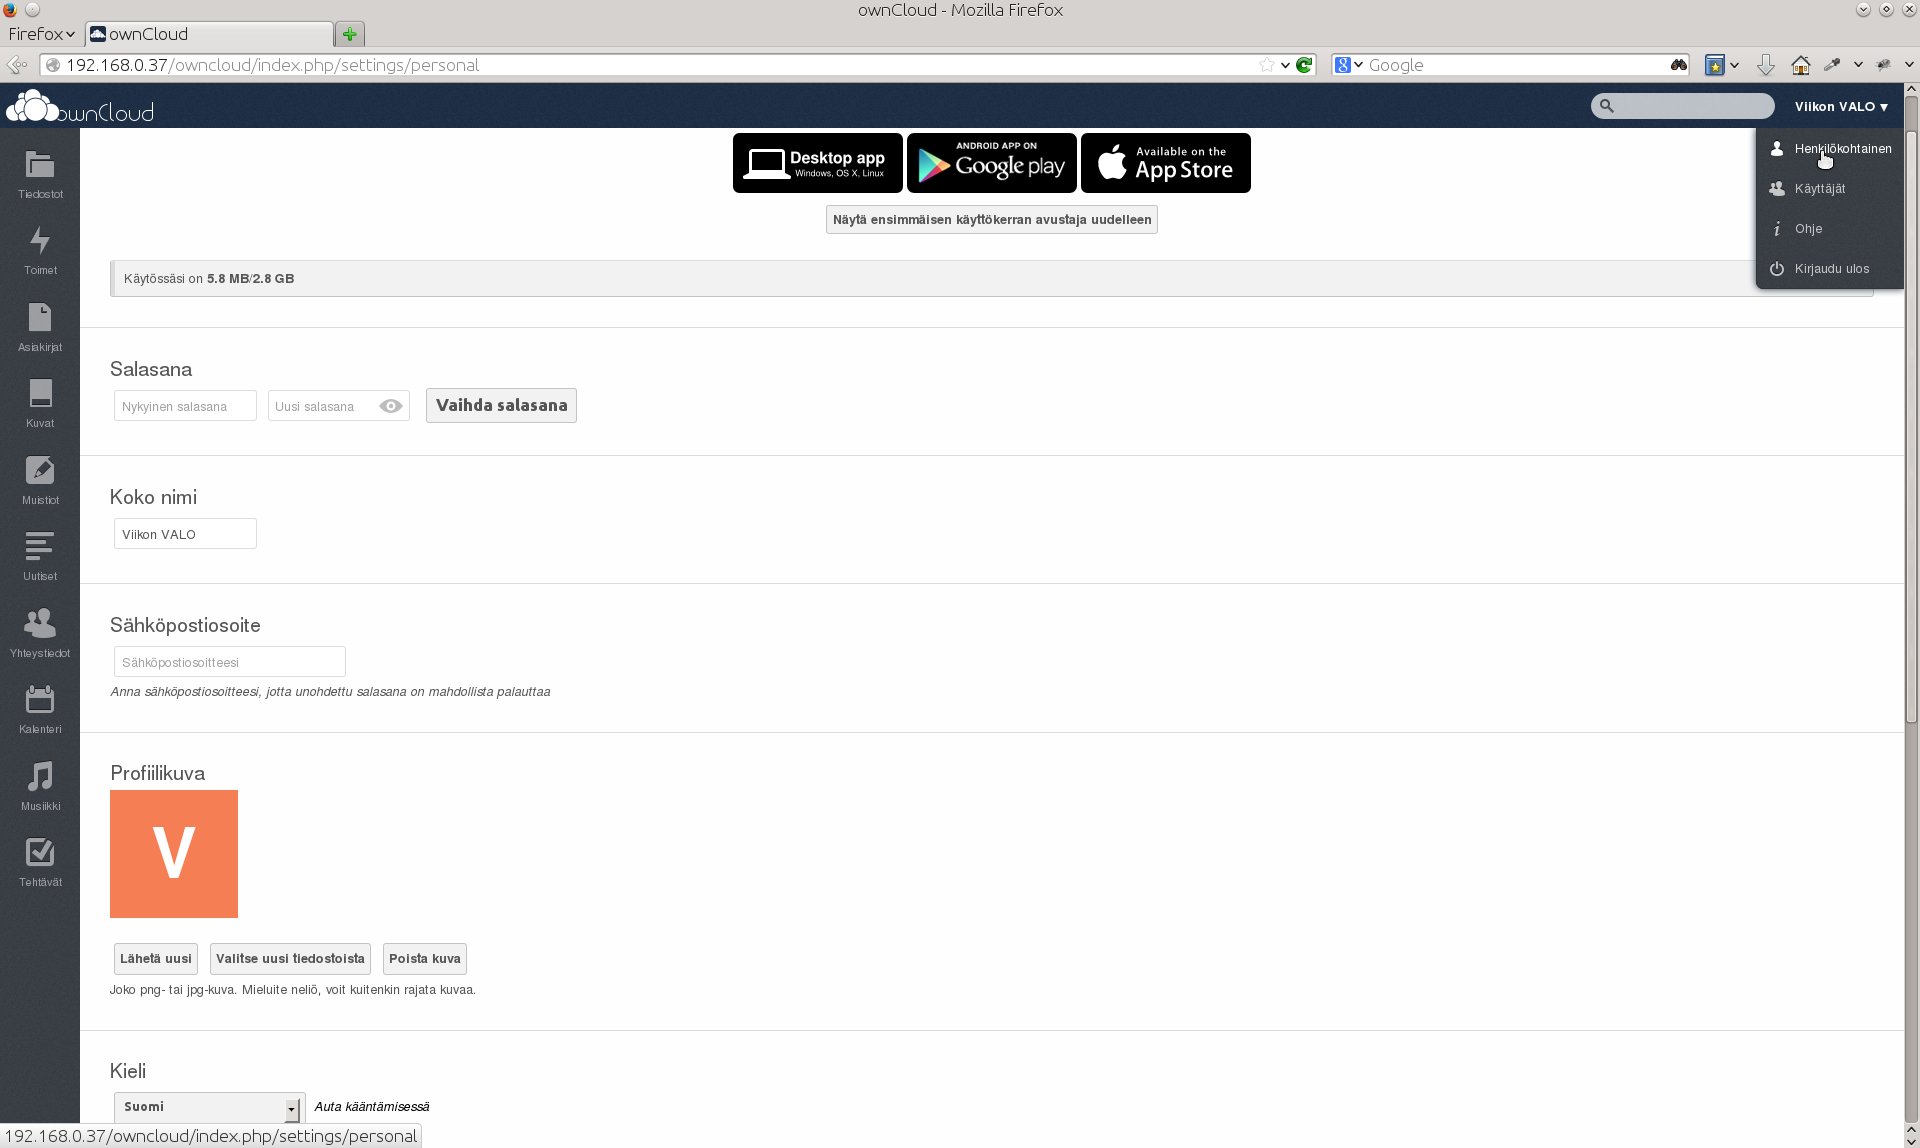 ownCloud - Mozilla Firefox
Firefox
ownCloud
192.168.0.37/owncloud/index.php/settings/personal
Google
ownCloud
Viikon VALO ▾
Henkilökohtainen
Käyttäjät
Ohje
Kirjaudu ulos
Tiedostot
Toimet
Asiakirjat
Kuvat
Muistiot
Uutiset
Yhteystiedot
Kalenteri
Musiikki
Tehtävät
Desktop app
Windows, OS X, Linux
ANDROID APP ON
Google play
Available on the
App Store
Näytä ensimmäisen käyttökerran avustaja uudelleen
Käytössäsi on 5.8 MB/2.8 GB
Salasana
Nykyinen salasana
Uusi salasana
Vaihda salasana
Koko nimi
Viikon VALO
Sähköpostiosoite
Sähköpostiosoitteesi
Anna sähköpostiosoitteesi, jotta unohdettu salasana on mahdollista palauttaa
Profiilikuva
V
Lähetä uusi
Valitse uusi tiedostoista
Poista kuva
Joko png- tai jpg-kuva. Mieluite neliö, voit kuitenkin rajata kuvaa.
Kieli
Suomi
Auta kääntämisessä
192.168.0.37/owncloud/index.php/settings/personal